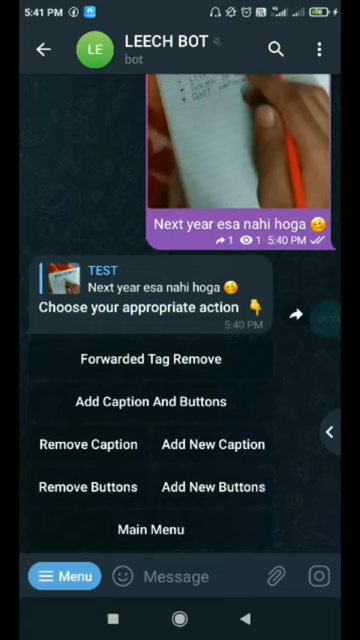 5:41 PM
LE
LEECH BOT
bot
Next year esa nahi hoga 🥴
1 1 5:40 PM
TEST
Next year esa nahi hoga 🥴
Choose your appropriate action 👇
5:40 PM
Forwarded Tag Remove
Add Caption And Buttons
Remove Caption Add New Caption
Remove Buttons Add New Buttons
Main Menu
Menu Message